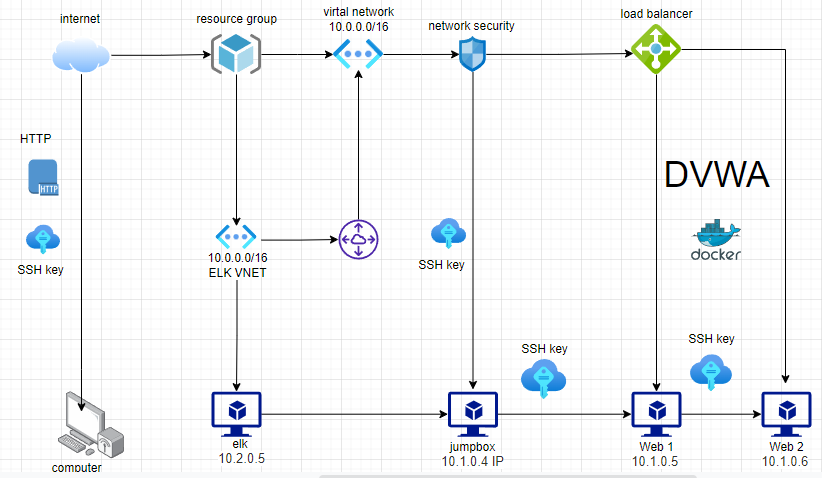 internet
resource group
virtal network
10.0.0.0/16
network security
load balancer
HTTP
HTTP
SSH key
10.0.0.0/16
ELK VNET
SSH key
DVWA
docker
SSH key
SSH key
computer
elk
10.2.0.5
jumpbox
10.1.0.4 IP
Web 1
10.1.0.5
Web 2
10.1.0.6